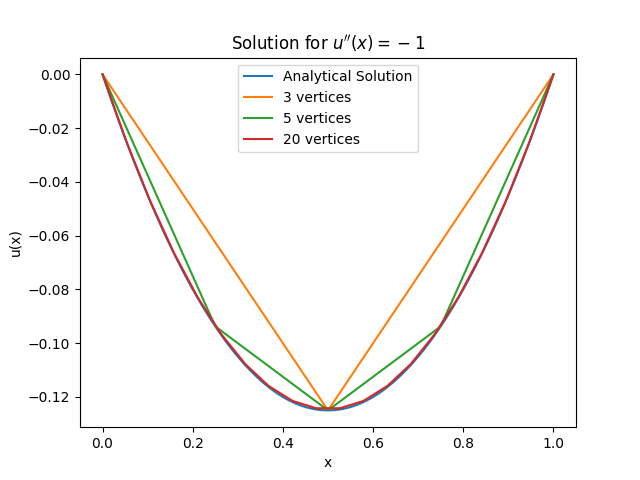 Solution for u''(x) = −1
Analytical Solution
3 vertices
5 vertices
20 vertices
0.00
−0.02
−0.04
−0.06
−0.08
−0.10
−0.12
u(x)
0.0 0.2 0.4 0.6 0.8 1.0
x